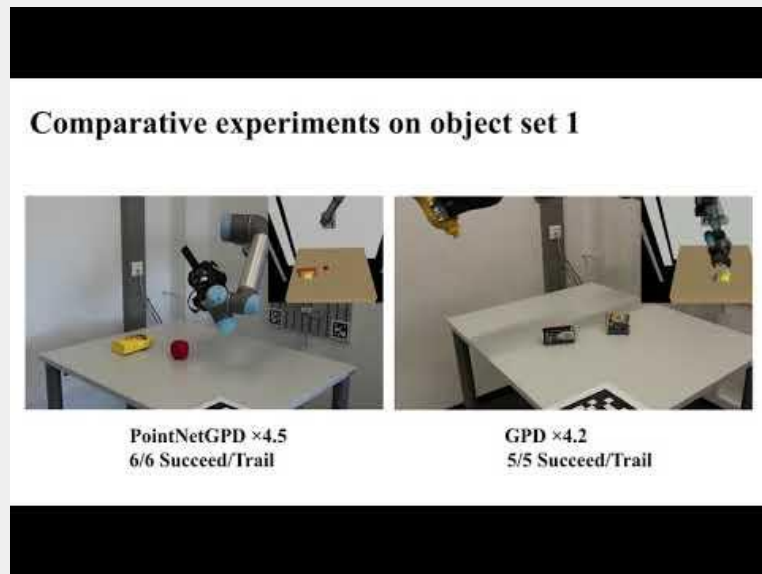 Comparative experiments on object set 1
PointNetGPD ×4.5
6/6 Succeed/Trail
GPD ×4.2
5/5 Succeed/Trail